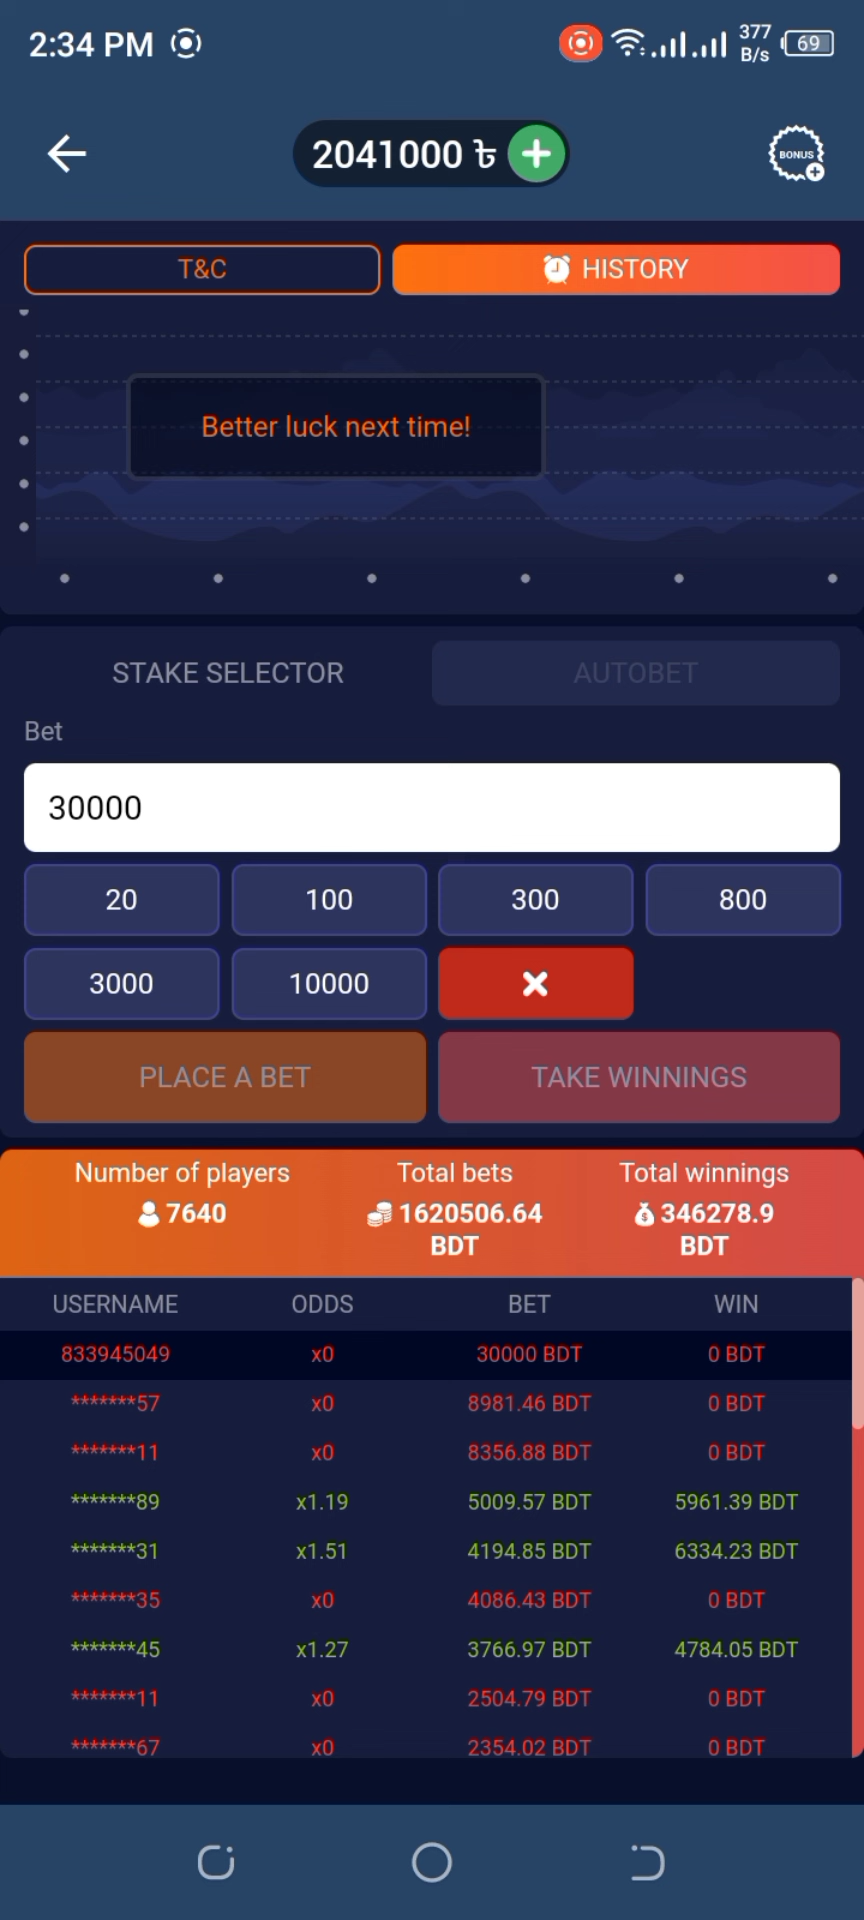 2:34 PM
377 B/s
69
2041000 ৳
BONUS
T&C
HISTORY
Better luck next time!
STAKE SELECTOR
AUTOBET
Bet
30000
20 100 300 800
3000 10000
PLACE A BET
TAKE WINNINGS
Number of players Total bets Total winnings
7640 1620506.64 346278.9
BDT BDT
USERNAME ODDS BET WIN
833945049 x0 30000 BDT 0 BDT
*******57 x0 8981.46 BDT 0 BDT
*******11 x0 8356.88 BDT 0 BDT
*******89 x1.19 5009.57 BDT 5961.39 BDT
*******31 x1.51 4194.85 BDT 6334.23 BDT
*******35 x0 4086.43 BDT 0 BDT
*******45 x1.27 3766.97 BDT 4784.05 BDT
*******11 x0 2504.79 BDT 0 BDT
*******67 x0 2354.02 BDT 0 BDT